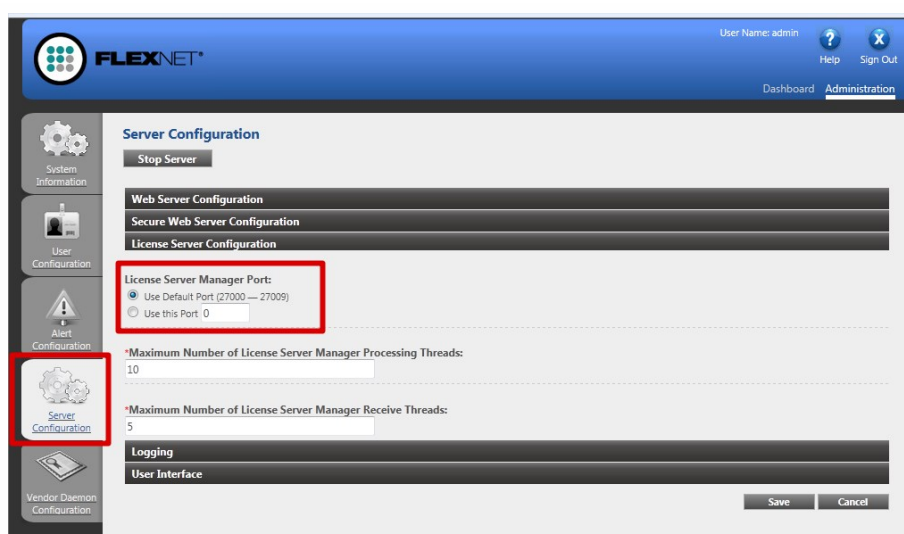 FLEXNET®
User Name: admin
Help
Sign Out
Dashboard
Administration
System
Information
User
Configuration
Alert
Configuration
Server
Configuration
Vendor Daemon
Configuration
Server Configuration
Stop Server
Web Server Configuration
Secure Web Server Configuration
License Server Configuration
License Server Manager Port:
Use Default Port (27000 — 27009)
Use this Port 0
*Maximum Number of License Server Manager Processing Threads:
10
*Maximum Number of License Server Manager Receive Threads:
5
Logging
User Interface
Save
Cancel